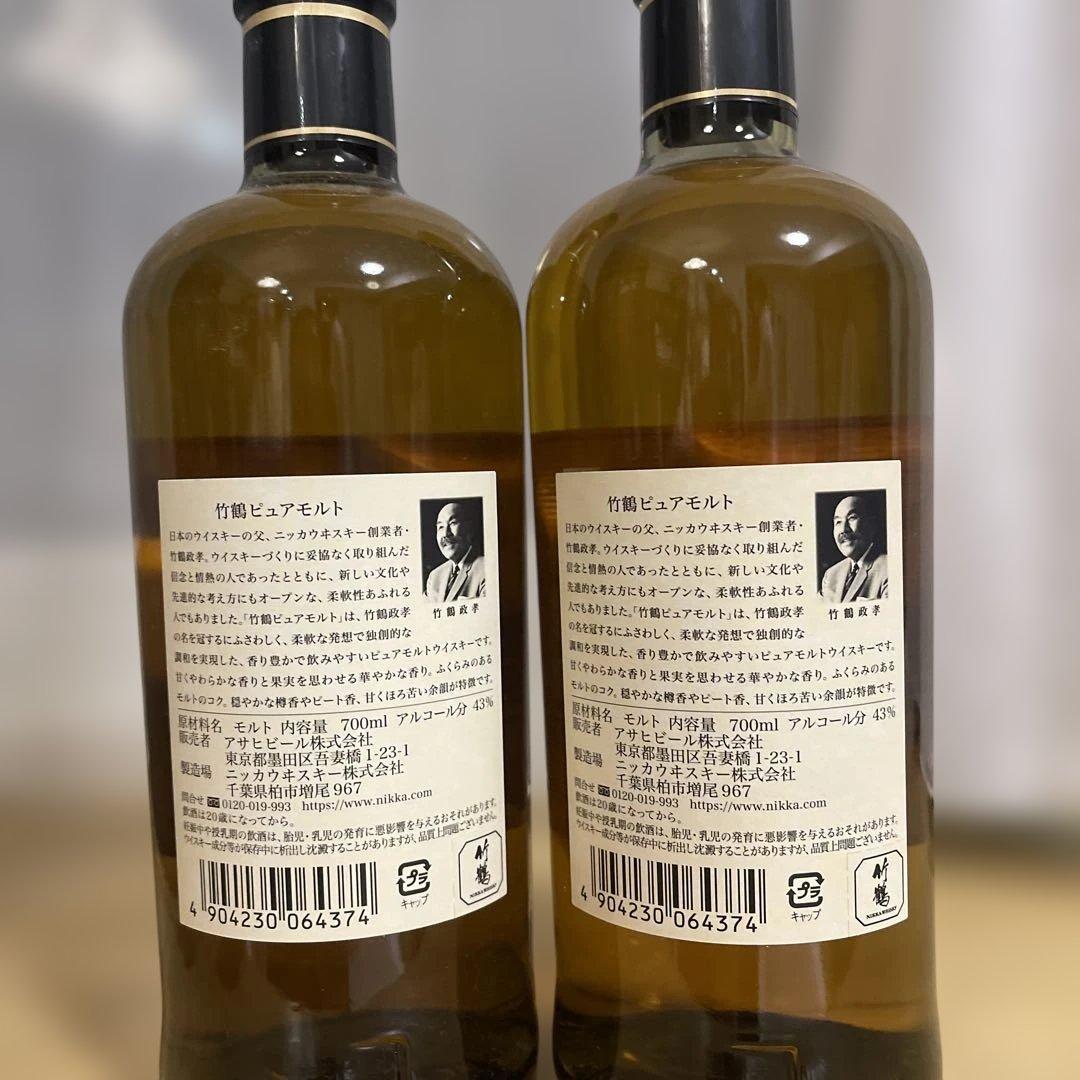 竹鶴ピュアモルト
日本のウイスキーの父、ニッカウヰスキー創業者・
竹鶴政孝。ウイスキーづくりに妥協なく取り組んだ
信念と情熱の人であったとともに、新しい文化や
先進的な考え方にもオープンな、柔軟性あふれる
人でもありました。「竹鶴ピュアモルト」は、竹鶴政孝
の名を冠するにふさわしく、柔軟な発想で独創的な
調和を実現した、香り豊かで飲みやすいピュアモルトウイスキーです。
甘くやわらかな香りと果実を思わせる華やかな香り。ふくらみのある
モルトのコク。穏やかな樽香やピート香、甘くほろ苦い余韻が特徴です。
竹鶴政孝
原材料名 モルト 内容量 700ml アルコール分 43%
販売者 アサヒビール株式会社
東京都墨田区吾妻橋1-23-1
製造場 ニッカウヰスキー株式会社
千葉県柏市増尾967
問合せ 0120-019-993 https://www.nikka.com
飲酒は20歳になってから。
妊娠中や授乳期の飲酒は、胎児・乳児の発育に悪影響を与えるおそれがあります。
ウイスキー成分等が保存中に析出し沈澱することがありますが、品質上問題ございません。
4 904230 064374
プラ
キャップ
竹鶴
NIKKA WHISKY
竹鶴ピュアモルト
日本のウイスキーの父、ニッカウヰスキー創業者・
竹鶴政孝。ウイスキーづくりに妥協なく取り組んだ
信念と情熱の人であったとともに、新しい文化や
先進的な考え方にもオープンな、柔軟性あふれる
人でもありました。「竹鶴ピュアモルト」は、竹鶴政孝
の名を冠するにふさわしく、柔軟な発想で独創的な
調和を実現した、香り豊かで飲みやすいピュアモルトウイスキーです。
甘くやわらかな香りと果実を思わせる華やかな香り。ふくらみのある
モルトのコク。穏やかな樽香やピート香、甘くほろ苦い余韻が特徴です。
竹鶴政孝
原材料名 モルト 内容量 700ml アルコール分 43%
販売者 アサヒビール株式会社
東京都墨田区吾妻橋1-23-1
製造場 ニッカウヰスキー株式会社
千葉県柏市増尾967
問合せ 0120-019-993 https://www.nikka.com
飲酒は20歳になってから。
妊娠中や授乳期の飲酒は、胎児・乳児の発育に悪影響を与えるおそれがあります。
ウイスキー成分等が保存中に析出し沈澱することがありますが、品質上問題ございません。
4 904230 064374
プラ
キャップ
竹鶴
NIKKA WHISKY